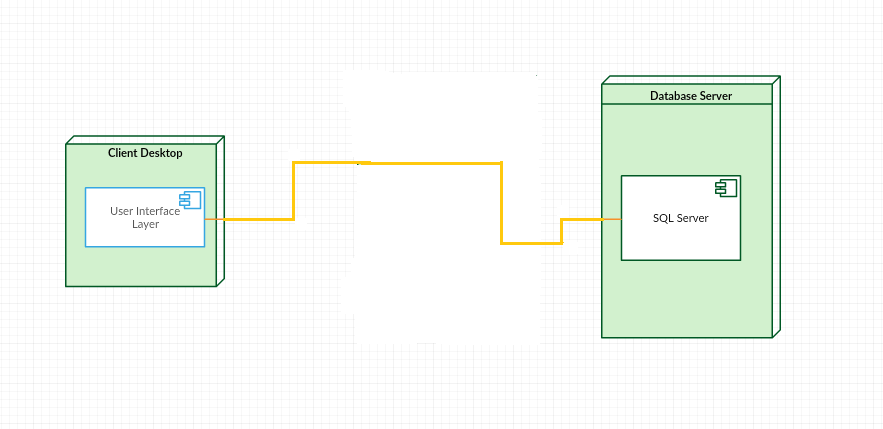 Client Desktop
User Interface
Layer
Database Server
SQL Server